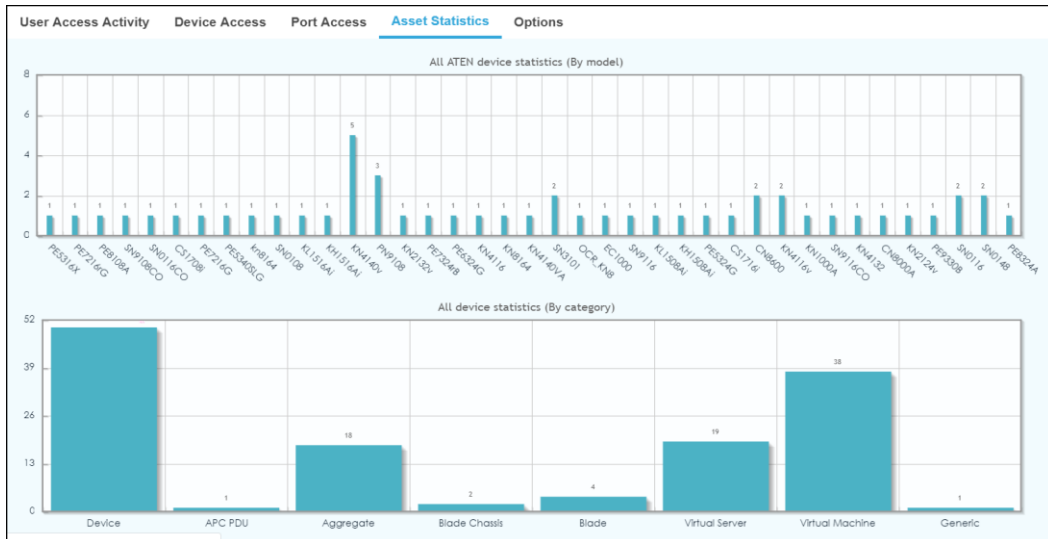 User Access Activity Device Access Port Access Asset Statistics Options
All ATEN device statistics (By model)
8
6
4
2
0
1 1 1 1 1 1 1 1 1 1 1 1 5 3 1 1 1 1 1 1 2 1 1 1 1 1 1 1 2 2 1 1 1 1 1 1 2 2 1
PE5316X PE7216G PE8108A SN9108CO SN0116CO CS1708i PE7216G PE5340SLG kn8164 SN0108 KL1516Ai KH1516Ai KN4140v PN9108 KN2132v PE7324B PE6324G KN4116 KN8164 KN4140VA SN3101 OCR_KN8 EC1000 SN9116 KL1508Ai KH1508Ai PE5324G CS1716i CN8600 KN4116v KN1000A SN9116CO KN4132 CN8000A KN2124v PE9330B SN0116 SN0148 PE8324A
All device statistics (By category)
52
39
26
13
0
1 18 2 4 19 38 1
Device APC PDU Aggregate Blade Chassis Blade Virtual Server Virtual Machine Generic